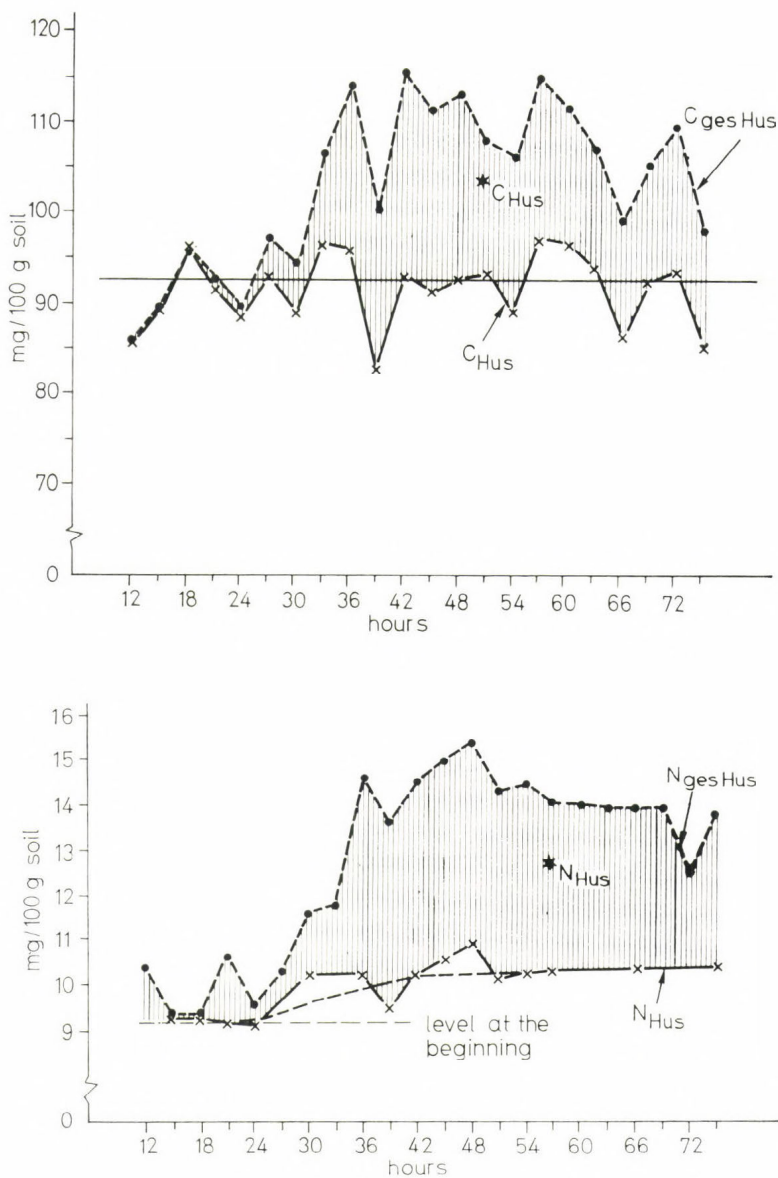 120
110
100
90
80
70
0
mg/100 g soil
C ges Hus
* C Hus
C Hus
12 18 24 30 36 42 48 54 60 66 72
hours
16
15
14
13
12
11
10
9
0
mg/100 g soil
N ges Hus
* N Hus
N Hus
level at the
beginning
12 18 24 30 36 42 48 54 60 66 72
hours